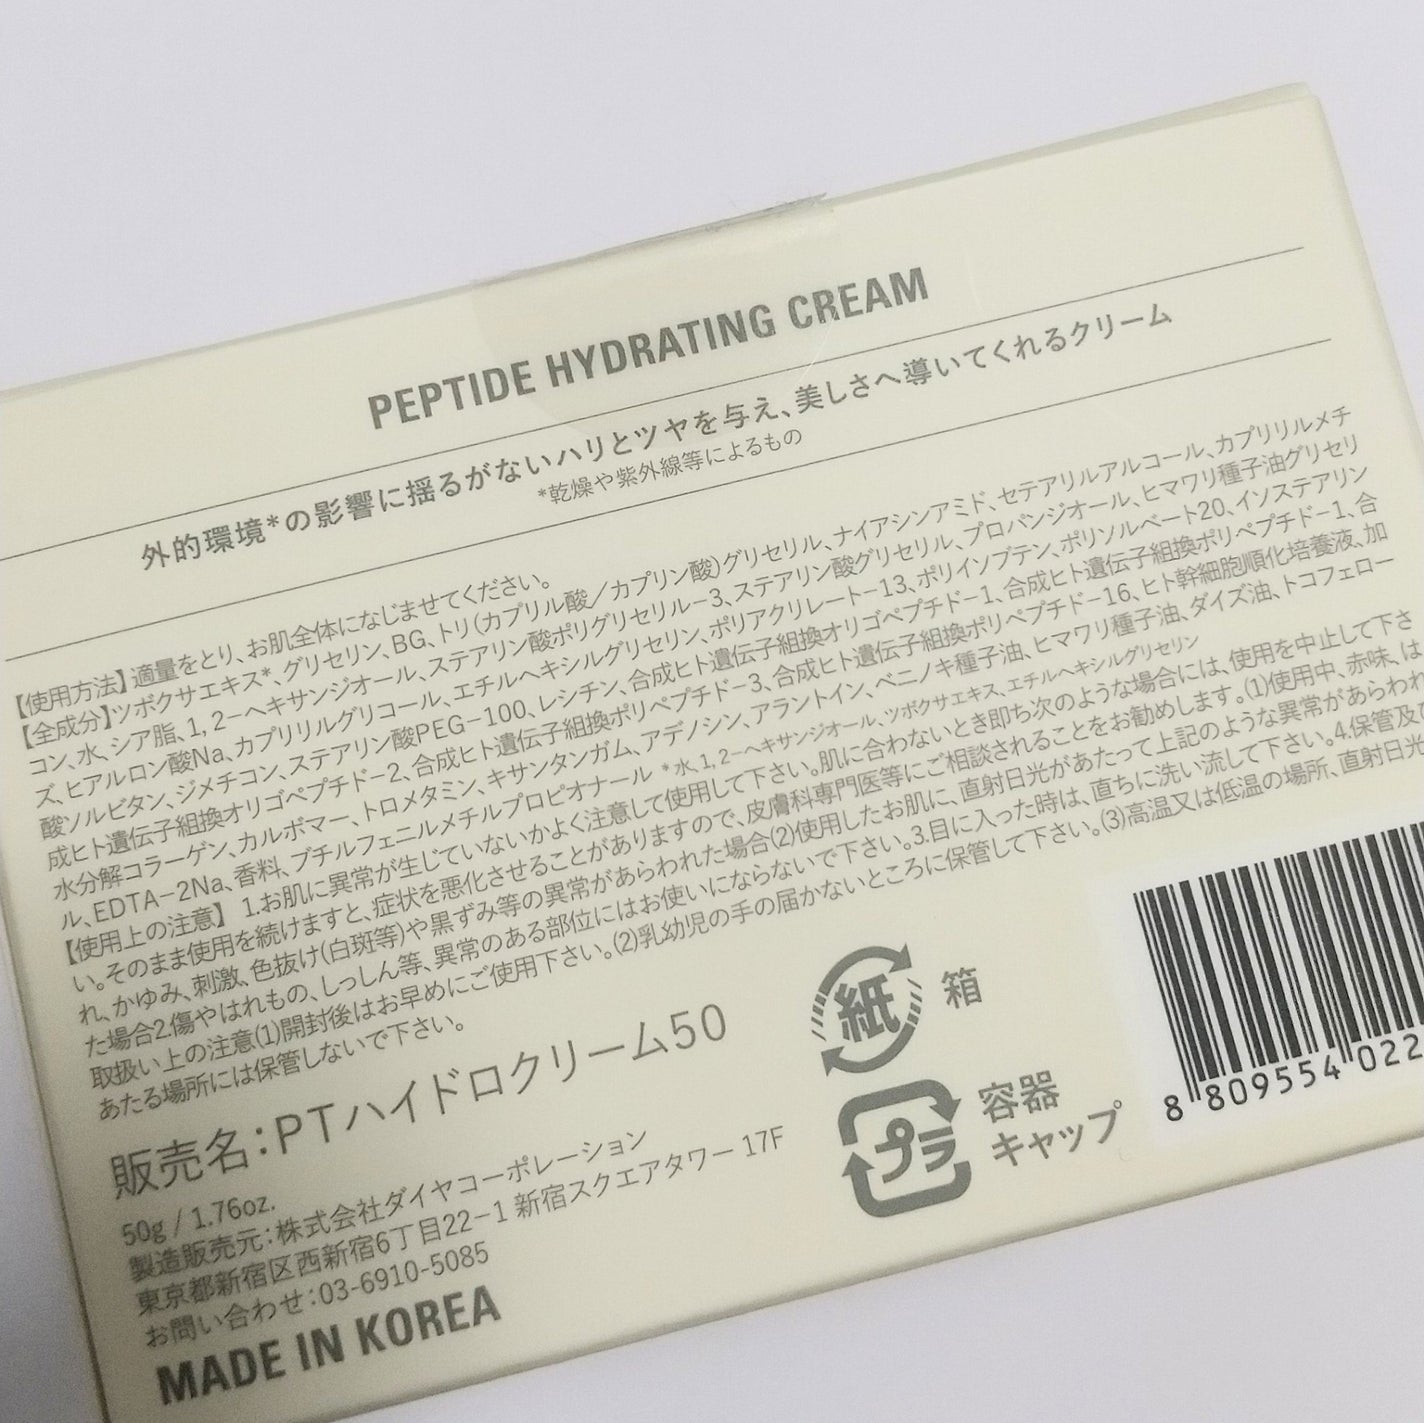 PEPTIDE HYDRATING CREAM
外的環境*の影響に揺るがないハリとツヤを与え、美しさへ導いてくれるクリーム
*乾燥や紫外線等によるもの
【使用方法】適量をとり、お肌全体になじませてください。
【全成分】ツボクサエキス*、グリセリン、BG、トリ(カプリル酸/カプリン酸)グリセリル、ナイアシンアミド、セテアリルアルコール、カプリリルメチ
コン、水、シア脂、1,2-ヘキサンジオール、ステアリン酸ポリグリセリル-3、ステアリン酸グリセリル、プロパンジオール、ヒマワリ種子油グリセリ
ズ、ヒアルロン酸Na、カプリリルグリコール、エチルヘキシルグリセリン、ポリアクリレート-13、ポリイソブテン、ポリソルベート20、イソステアリン
酸ソルビタン、ジメチコン、ステアリン酸PEG-100、レシチン、合成ヒト遺伝子組換オリゴペプチド-1、合成ヒト遺伝子組換ポリペプチド-1、合
成ヒト遺伝子組換オリゴペプチド-2、合成ヒト遺伝子組換ポリペプチド-3、合成ヒト遺伝子組換ポリペプチド-16、ヒト幹細胞順化培養液、加
水分解コラーゲン、カルボマー、トロメタミン、キサンタンガム、アデノシン、アラントイン、ベニノキ種子油、ヒマワリ種子油、ダイズ油、トコフェロー
ル、EDTA-2Na、香料、ブチルフェニルメチルプロピオナール *水、1,2-ヘキサンジオール、ツボクサエキス、エチルヘキシルグリセリン
【使用上の注意】 1.お肌に異常が生じていないかよく注意して使用して下さい。肌に合わないとき即ち次のような場合には、使用を中止して下さ
い。そのまま使用を続けますと、症状を悪化させることがありますので、皮膚科専門医等にご相談されることをお勧めします。(1)使用中、赤味、は
れ、かゆみ、刺激、色抜け(白斑等)や黒ずみ等の異常があらわれた場合(2)使用したお肌に、直射日光があたって上記のような異常があらわれ
た場合2.傷やはれもの、しっしん等、異常のある部位にはお使いにならないで下さい。3.目に入った時は、直ちに洗い流して下さい。4.保管及び
取扱い上の注意(1)開封後はお早めにご使用下さい。(2)乳幼児の手の届かないところに保管して下さい。(3)高温又は低温の場所、直射日光
あたる場所には保管しないで下さい。
販売名:PTハイドロクリーム50
50g / 1.76oz.
製造販売元:株式会社ダイヤコーポレーション
東京都新宿区西新宿6丁目22-1 新宿スクエアタワー 17F
お問い合わせ:03-6910-5085
MADE IN KOREA
紙 箱
プラ 容器
キャップ
8 809554 022